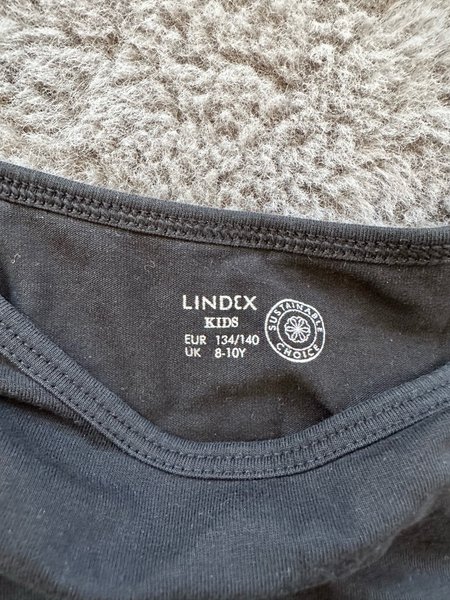 LINDEX
KIDS
EUR 134/140
UK 8-10Y
SUSTAINABLE
CHOICE